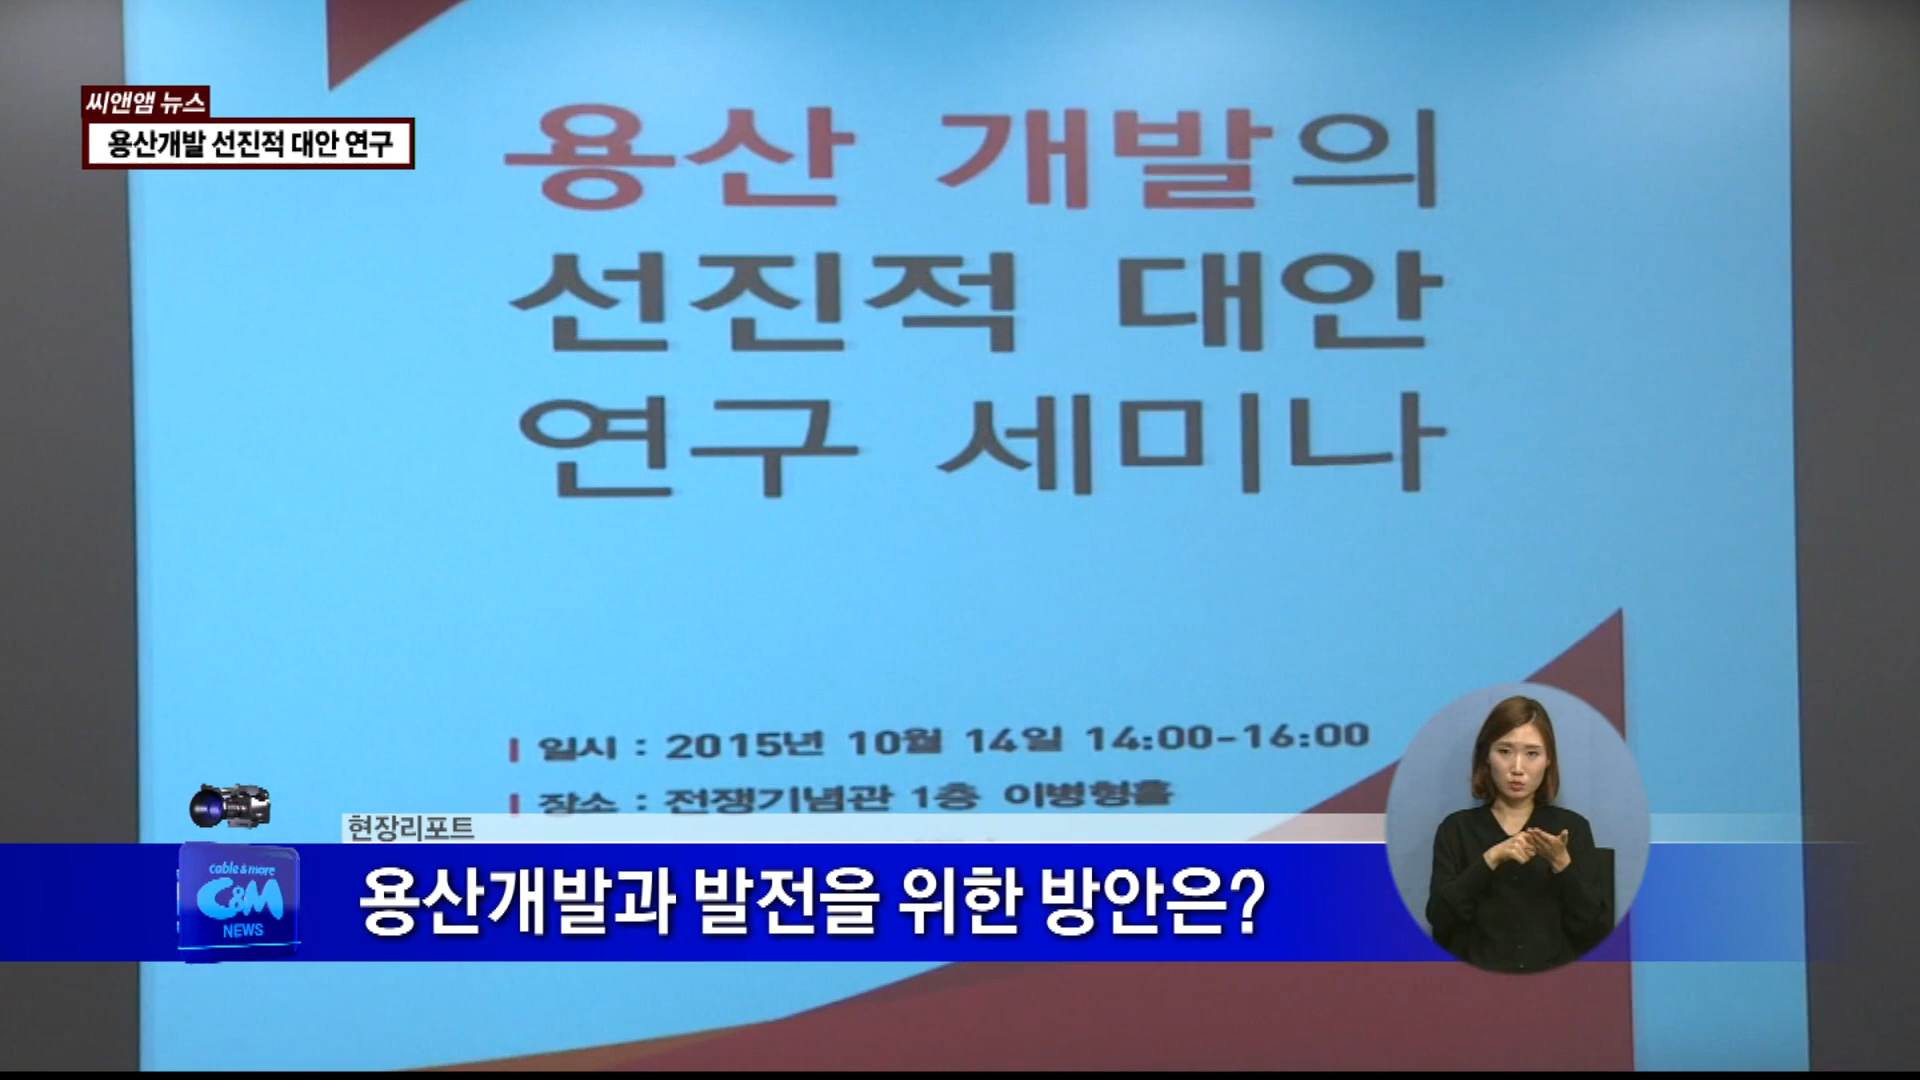 씨앤앰 뉴스
용산개발 선진적 대안 연구
용산 개발의
선진적 대안
연구 세미나
일시 : 2015년 10월 14일 14:00-16:00
장소 : 전쟁기념관 1층 이병형홀
현장리포트
cable & more
C&M
NEWS
용산개발과 발전을 위한 방안은?